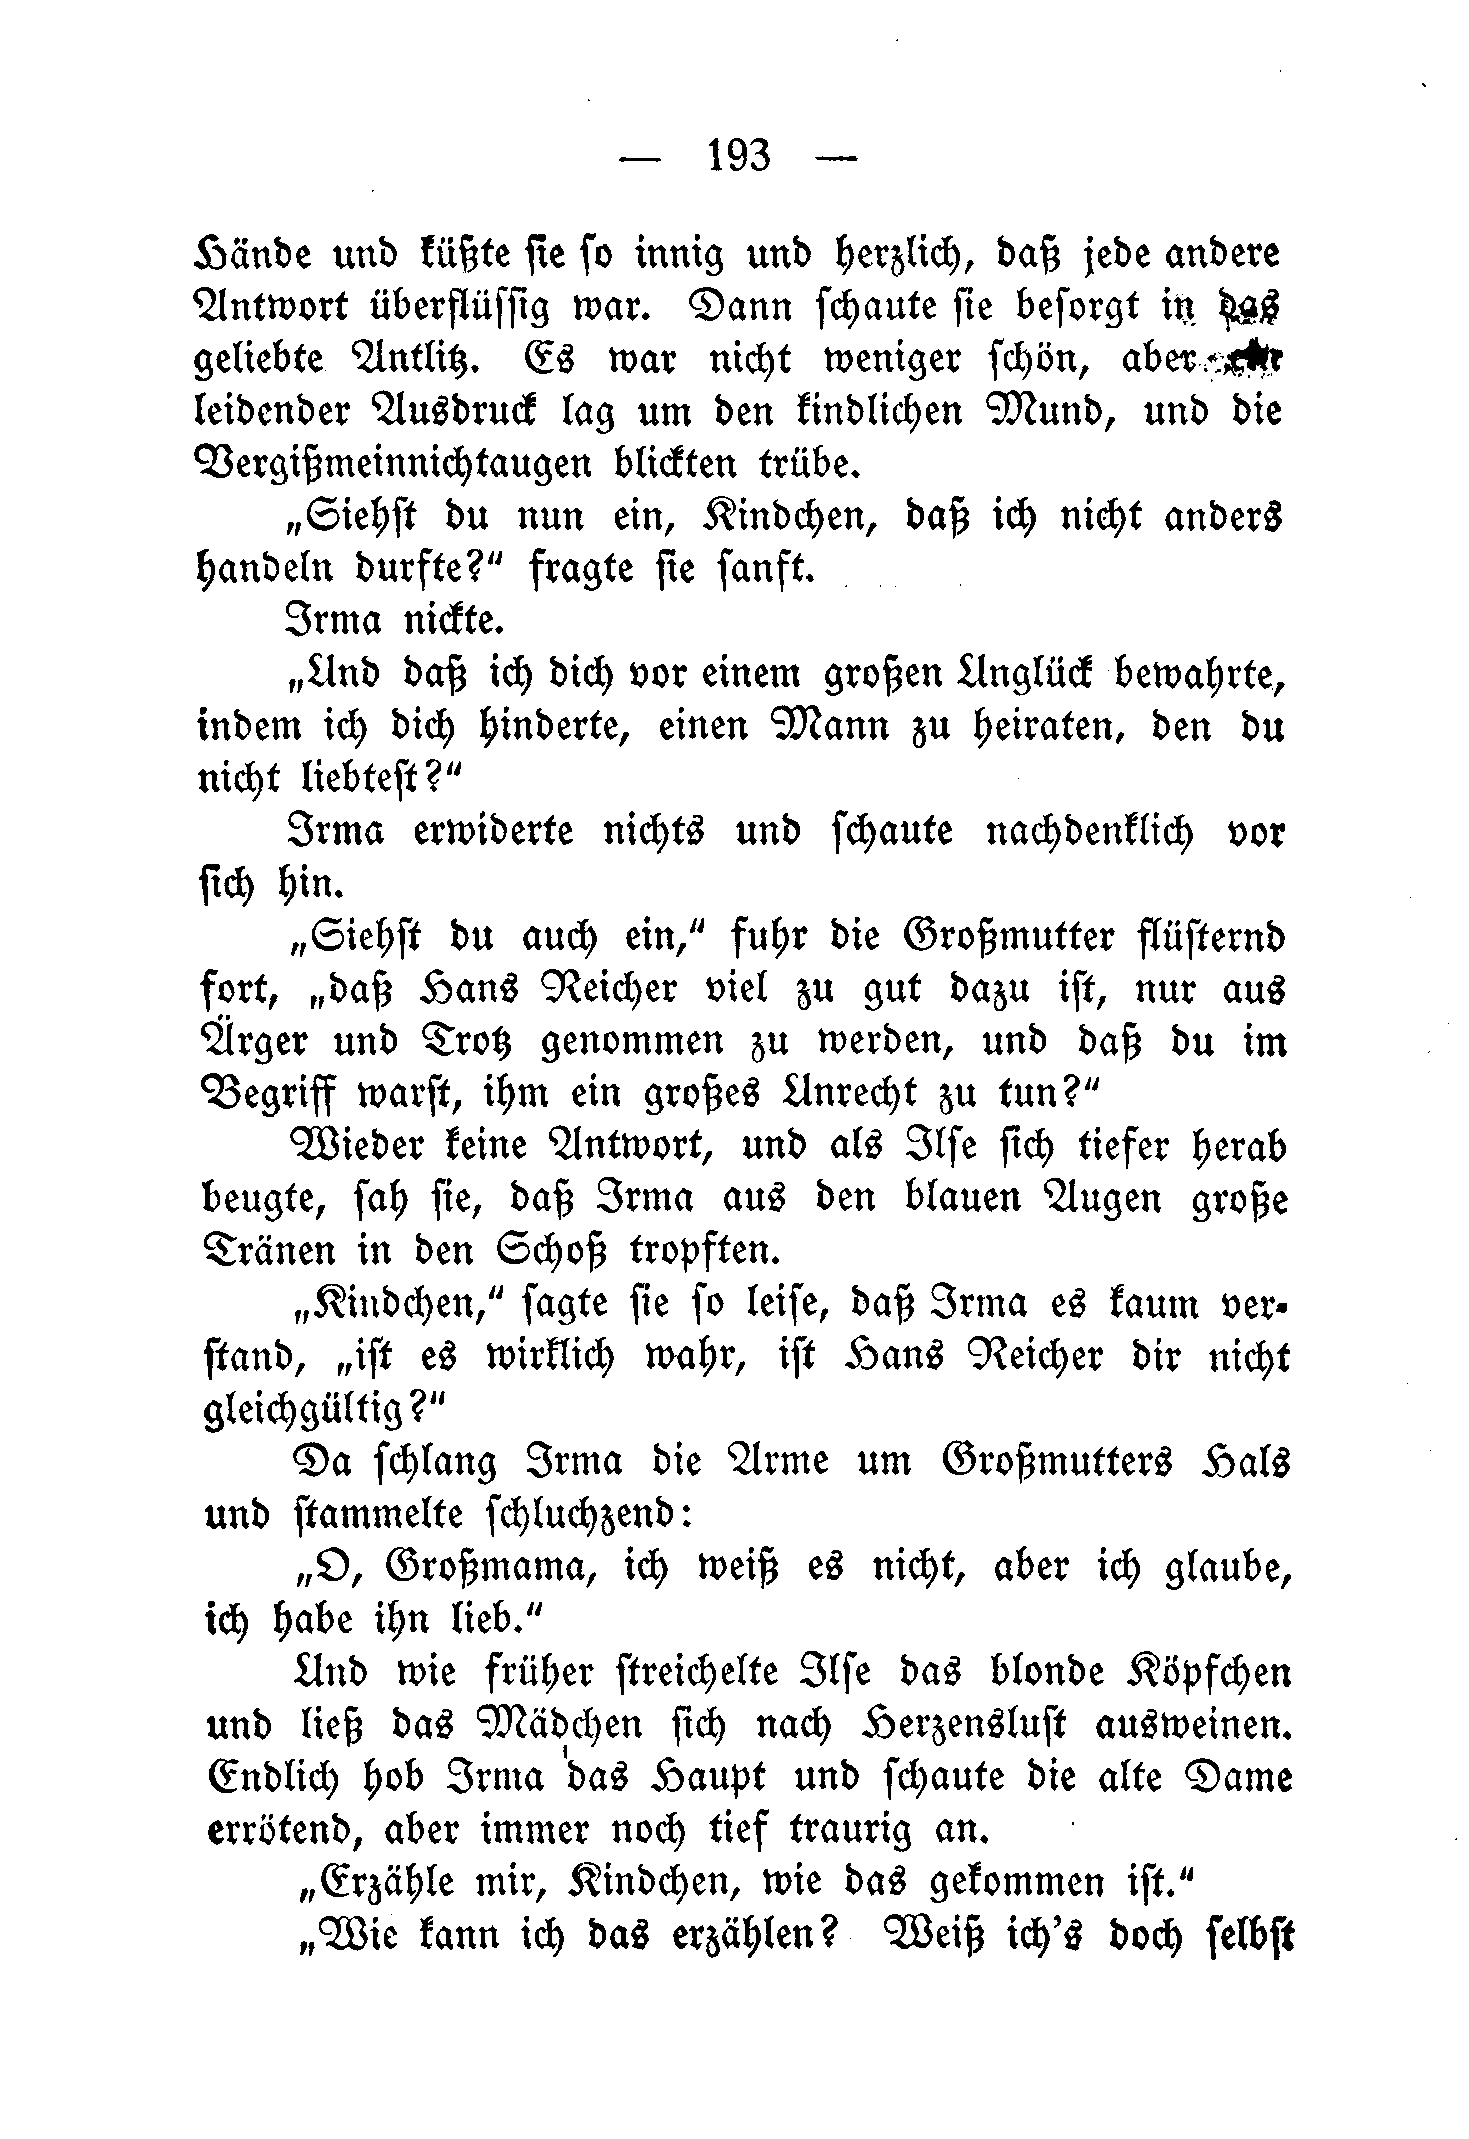 — 193 —
Hände und küßte sie so innig und herzlich, daß jede andere
Antwort überflüssig war. Dann schaute sie besorgt in das
geliebte Antlitz. Es war nicht weniger schön, aber
leidender Ausdruck lag um den kindlichen Mund, und die
Vergißmeinnichtaugen blickten trübe.
„Siehst du nun ein, Kindchen, daß ich nicht anders
handeln durfte?“ fragte sie sanft.
Irma nickte.
„Und daß ich dich vor einem großen Unglück bewahrte,
indem ich dich hinderte, einen Mann zu heiraten, den du
nicht liebtest?“
Irma erwiderte nichts und schaute nachdenklich vor
sich hin.
„Siehst du auch ein,“ fuhr die Großmutter flüsternd
fort, „daß Hans Reicher viel zu gut dazu ist, nur aus
Ärger und Trotz genommen zu werden, und daß du im
Begriff warst, ihm ein großes Unrecht zu tun?“
Wieder keine Antwort, und als Ilse sich tiefer herab
beugte, sah sie, daß Irma aus den blauen Augen große
Tränen in den Schoß tropften.
„Kindchen,“ sagte sie so leise, daß Irma es kaum ver-
stand, „ist es wirklich wahr, ist Hans Reicher dir nicht
gleichgültig?“
Da schlang Irma die Arme um Großmutters Hals
und stammelte schluchzend:
„O, Großmama, ich weiß es nicht, aber ich glaube,
ich habe ihn lieb.“
Und wie früher streichelte Ilse das blonde Köpfchen
und ließ das Mädchen sich nach Herzenslust ausweinen.
Endlich hob Irma das Haupt und schaute die alte Dame
errötend, aber immer noch tief traurig an.
„Erzähle mir, Kindchen, wie das gekommen ist.“
„Wie kann ich das erzählen? Weiß ich's doch selbst